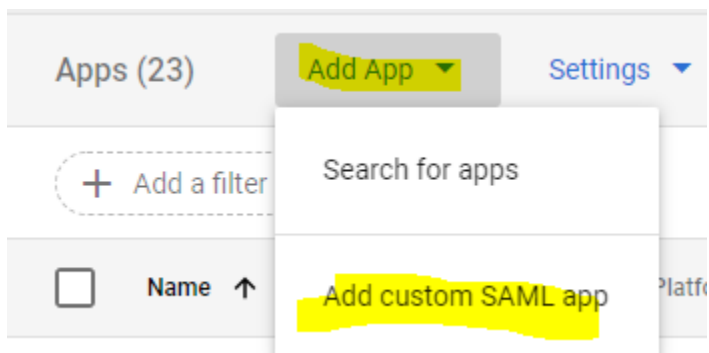 Apps (23) Add App Settings
Add a filter
Search for apps
Name
Add custom SAML app